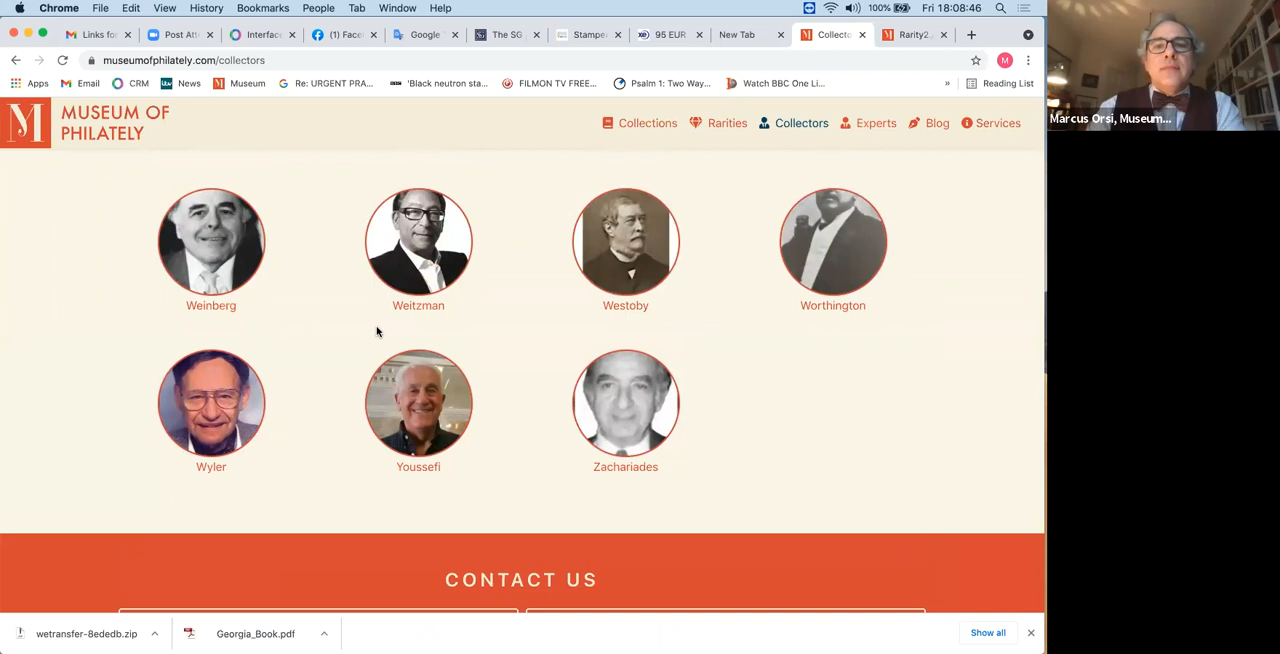 Chrome File Edit View History Bookmarks People Tab Window Help 100% Fri 18:08:46
Links for Post Att Interface (1) Face Google The SG Stampe 95 EUR New Tab Collecto Rarity2.
museumofphilately.com/collectors M
Apps Email CRM itv News Museum Re: URGENT PRA... 'Black neutron sta... FILMON TV FREE... Psalm 1: Two Way... Watch BBC One Li... » Reading List
M MUSEUM OF
PHILATELY
Collections Rarities Collectors Experts Blog Services
Marcus Orsi, Museum...
Weinberg Weitzman Westoby Worthington
Wyler Youssefi Zachariades
CONTACT US
wetransfer-8ededb.zip Georgia_Book.pdf Show all